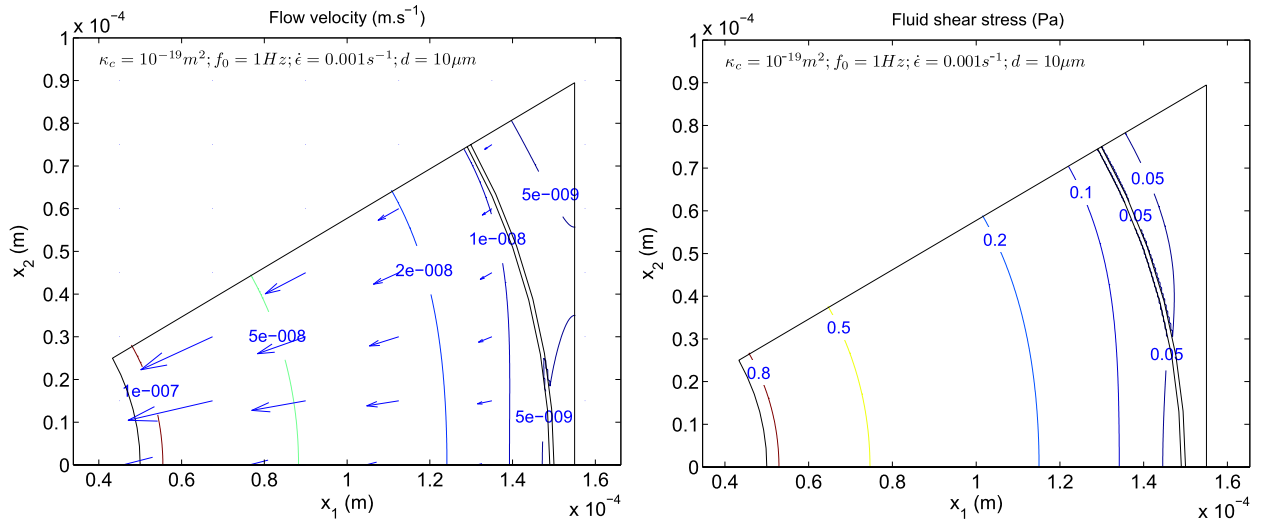 Flow velocity (m.s⁻¹)
x 10⁻⁴
κ_c = 10⁻¹⁹m²; f₀ = 1Hz; ε̇ = 0.001s⁻¹; d = 10μm
1
0.9
0.8
0.7
0.6
0.5
0.4
0.3
0.2
0.1
0
x₂ (m)
5e−009
1e−008
2e−008
5e−008
1e−007
5e−009
0.4 0.6 0.8 1 1.2 1.4 1.6
x₁ (m)
x 10⁻⁴
Fluid shear stress (Pa)
x 10⁻⁴
κ_c = 10⁻¹⁹m²; f₀ = 1Hz; ε̇ = 0.001s⁻¹; d = 10μm
1
0.9
0.8
0.7
0.6
0.5
0.4
0.3
0.2
0.1
0
x₂ (m)
0.05
0.1
0.05
0.2
0.5
0.05
0.8
0.4 0.6 0.8 1 1.2 1.4 1.6
x₁ (m)
x 10⁻⁴